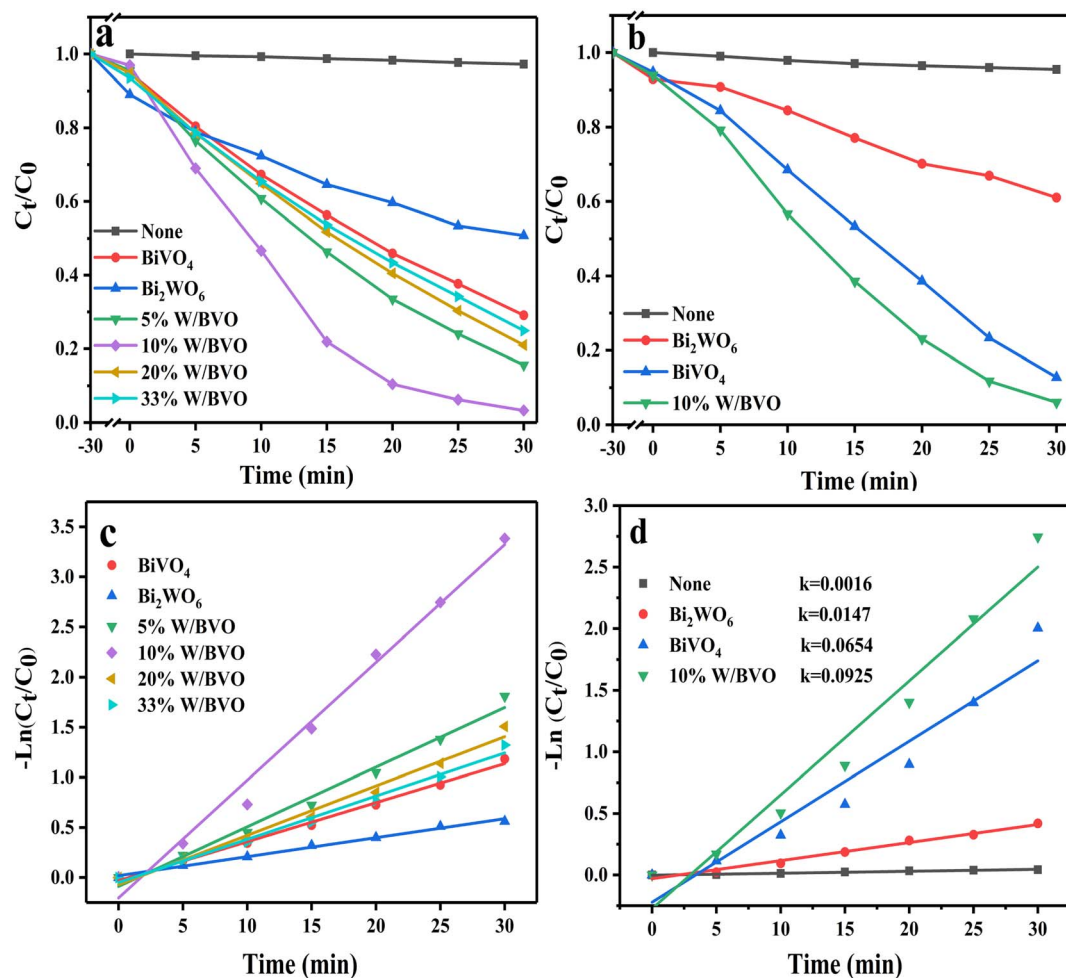 a
1.0
0.8
0.6
0.4
0.2
0.0
Ct/C0
None
BiVO4
Bi2WO6
5% W/BVO
10% W/BVO
20% W/BVO
33% W/BVO
-30 0 5 10 15 20 25 30
Time (min)
b
1.0
0.8
0.6
0.4
0.2
0.0
Ct/C0
None
Bi2WO6
BiVO4
10% W/BVO
-30 0 5 10 15 20 25 30
Time (min)
c
3.5
3.0
2.5
2.0
1.5
1.0
0.5
0.0
-Ln(Ct/C0)
BiVO4
Bi2WO6
5% W/BVO
10% W/BVO
20% W/BVO
33% W/BVO
0 5 10 15 20 25 30
Time (min)
d
3.0
2.5
2.0
1.5
1.0
0.5
0.0
-Ln (Ct/C0)
None k=0.0016
Bi2WO6 k=0.0147
BiVO4 k=0.0654
10% W/BVO k=0.0925
0 5 10 15 20 25 30
Time (min)